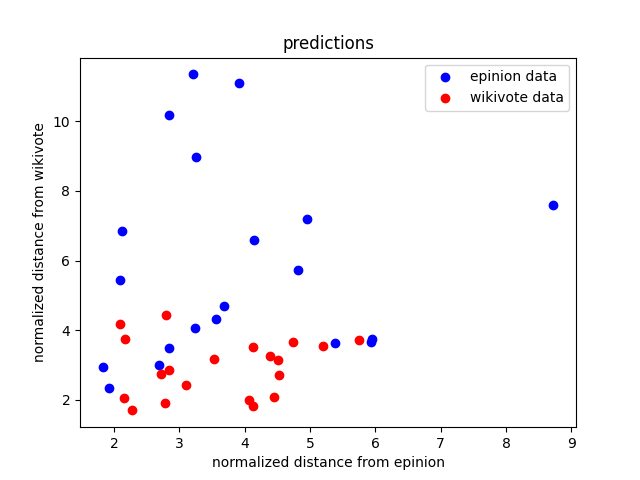 predictions
epinion data
wikivote data
10
8
6
4
2
normalized distance from wikivote
2 3 4 5 6 7 8 9
normalized distance from epinion